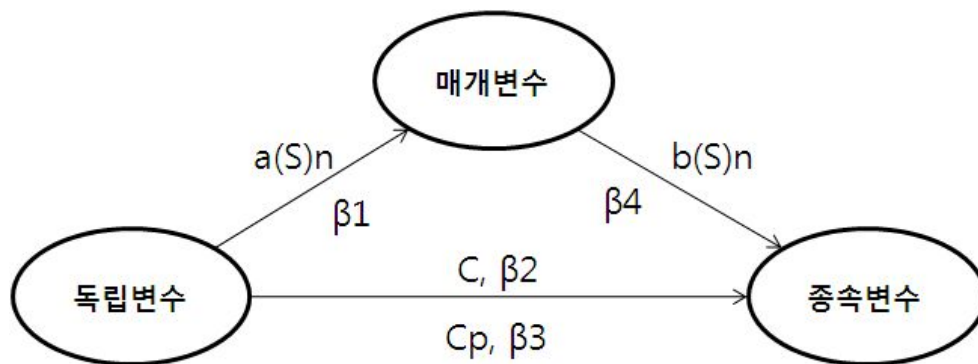 매개변수
a(S)n
b(S)n
β1
β4
독립변수
C, β2
종속변수
Cp, β3